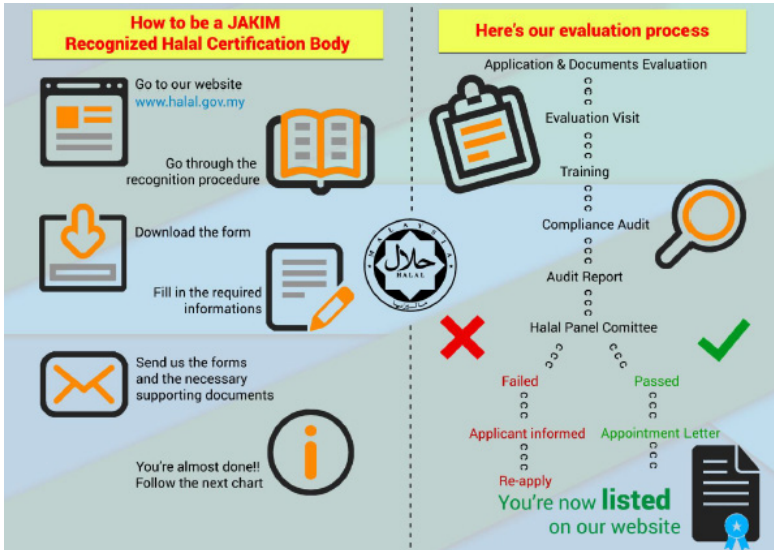 How to be a JAKIM
Recognized Halal Certification Body
Go to our website
www.halal.gov.my
Go through the
recognition procedure
Download the form
Fill in the required
informations
Send us the forms
and the necessary
supporting documents
You're almost done!!
Follow the next chart
MALAYSIA
حلال
HALAL
ماليزيا
Here's our evaluation process
Application & Documents Evaluation
Evaluation Visit
Training
Compliance Audit
Audit Report
Halal Panel Comittee
Failed
Passed
Applicant informed
Appointment Letter
Re-apply
You're now listed
on our website